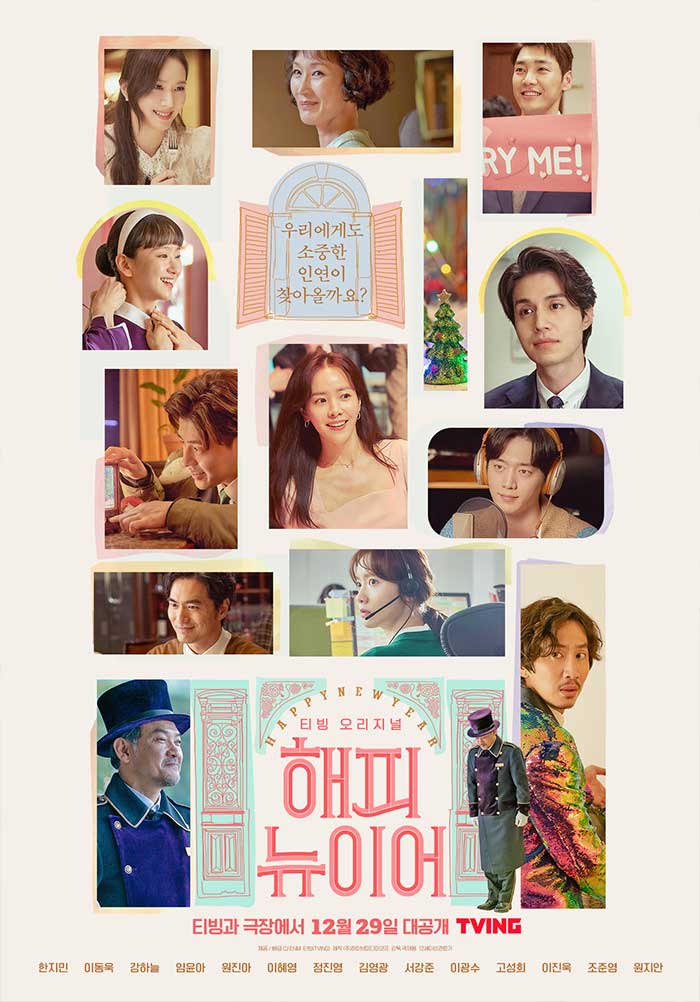 RY ME!
우리에게도
소중한
인연이
찾아올까요?
HAPPY NEW YEAR
티빙 오리지널
해피
뉴이어
티빙과 극장에서 12월 29일 대공개 TVING
한지민 이동욱 강하늘 임윤아 원진아 이혜영 정진영 김영광 서강준 이광수 고성희 이진욱 조준영 원지안